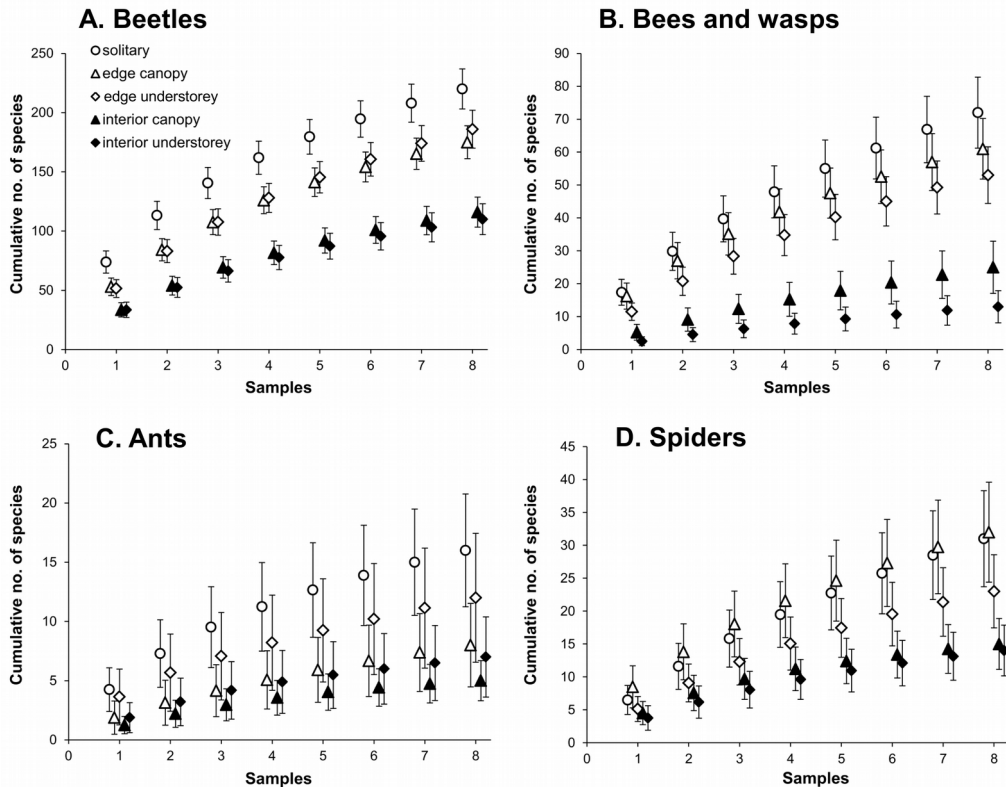 A. Beetles
Cumulative no. of species
250
200
150
100
50
0
solitary
edge canopy
edge understorey
interior canopy
interior understorey
0 1 2 3 4 5 6 7 8
Samples
B. Bees and wasps
Cumulative no. of species
90
80
70
60
50
40
30
20
10
0
0 1 2 3 4 5 6 7 8
Samples
C. Ants
Cumulative no. of species
25
20
15
10
5
0
0 1 2 3 4 5 6 7 8
Samples
D. Spiders
Cumulative no. of species
45
40
35
30
25
20
15
10
5
0
0 1 2 3 4 5 6 7 8
Samples